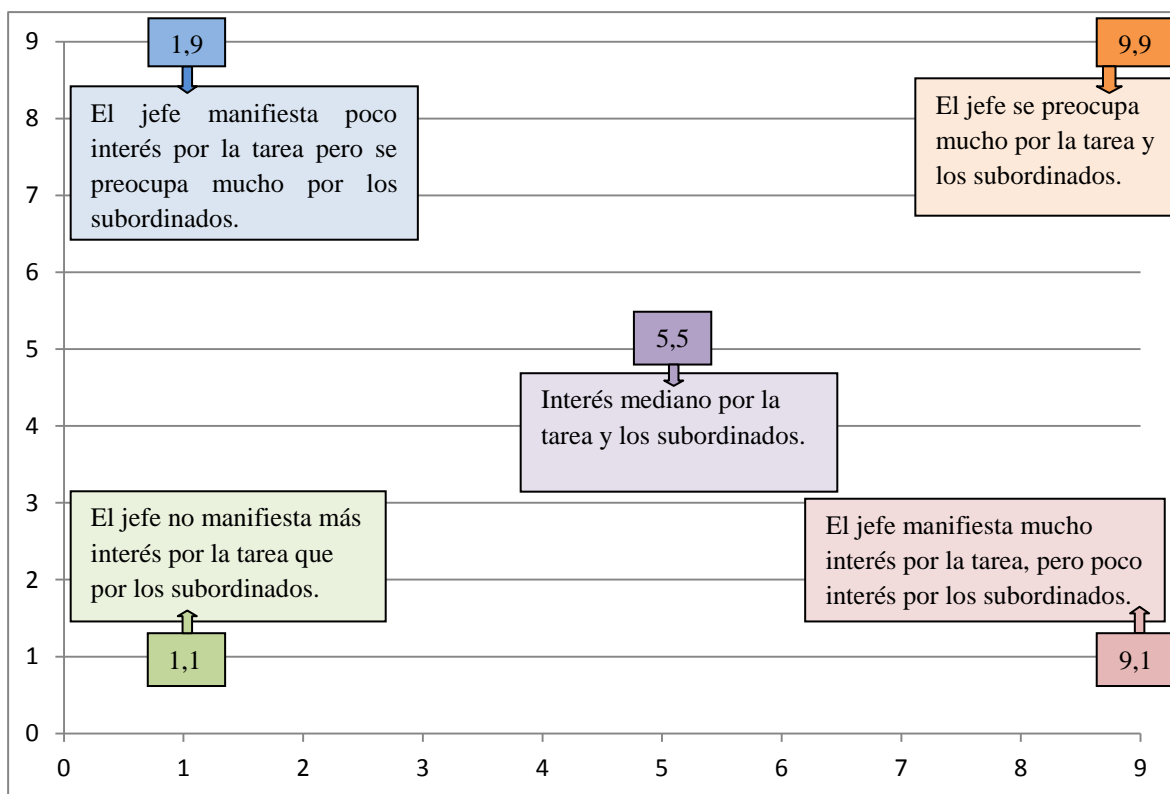 9
1,9
9,9
8
El jefe manifiesta poco
interés por la tarea pero se
preocupa mucho por los
subordinados.
El jefe se preocupa
mucho por la tarea y
los subordinados.
7
6
5
5,5
Interés mediano por la
tarea y los subordinados.
4
3
El jefe no manifiesta más
interés por la tarea que
por los subordinados.
El jefe manifiesta mucho
interés por la tarea, pero poco
interés por los subordinados.
2
1
1,1
9,1
0
0 1 2 3 4 5 6 7 8 9